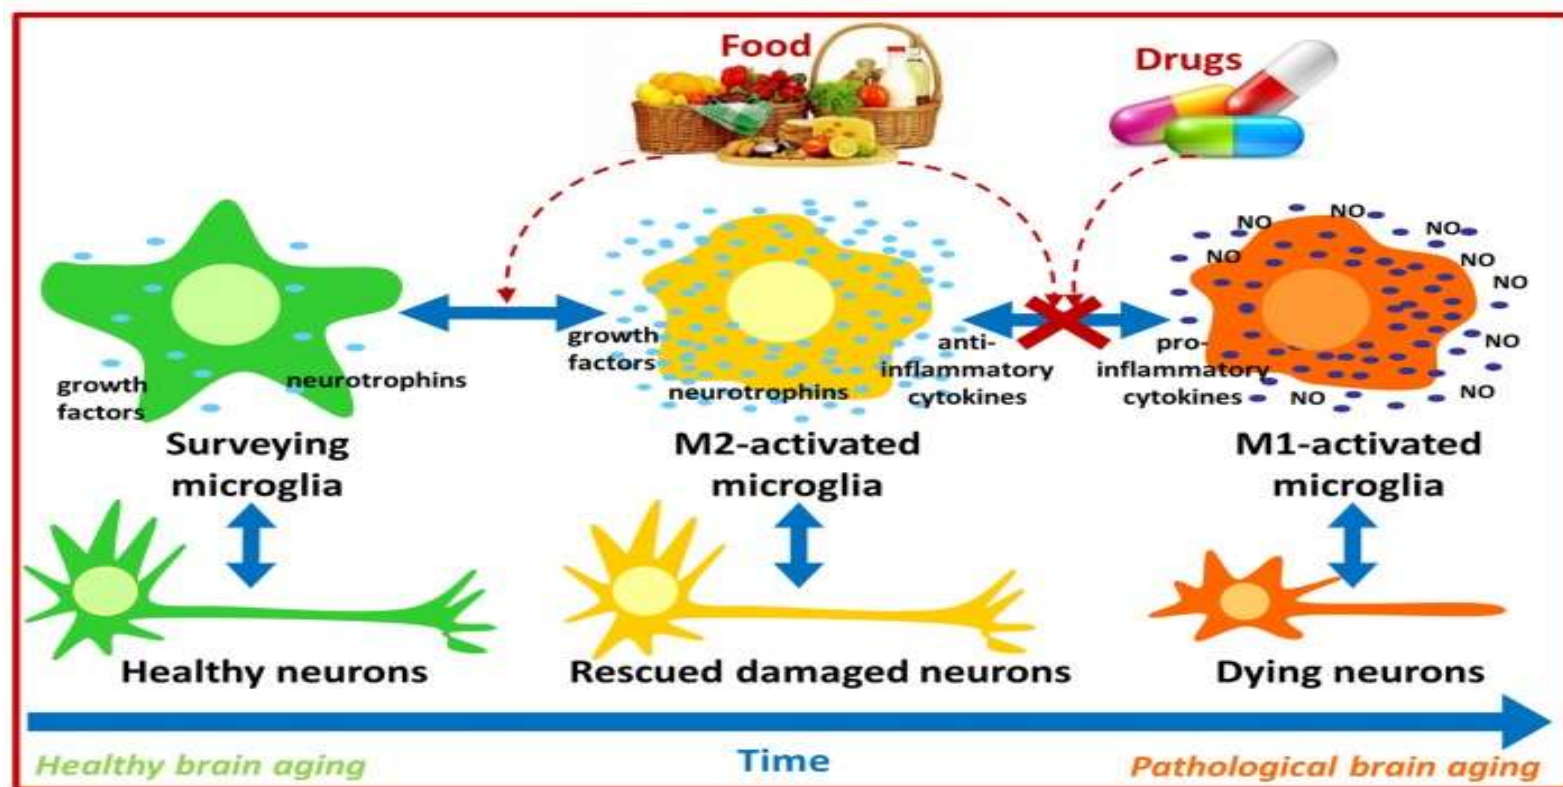 Food
Drugs
NO
NO
NO
NO
NO
NO
NO
NO
NO
growth
factors
neurotrophins
growth
factors
neurotrophins
anti-
inflammatory
cytokines
pro-
inflammatory
cytokines
Surveying
microglia
M2-activated
microglia
M1-activated
microglia
Healthy neurons
Rescued damaged neurons
Dying neurons
Time
Healthy brain aging
Pathological brain aging